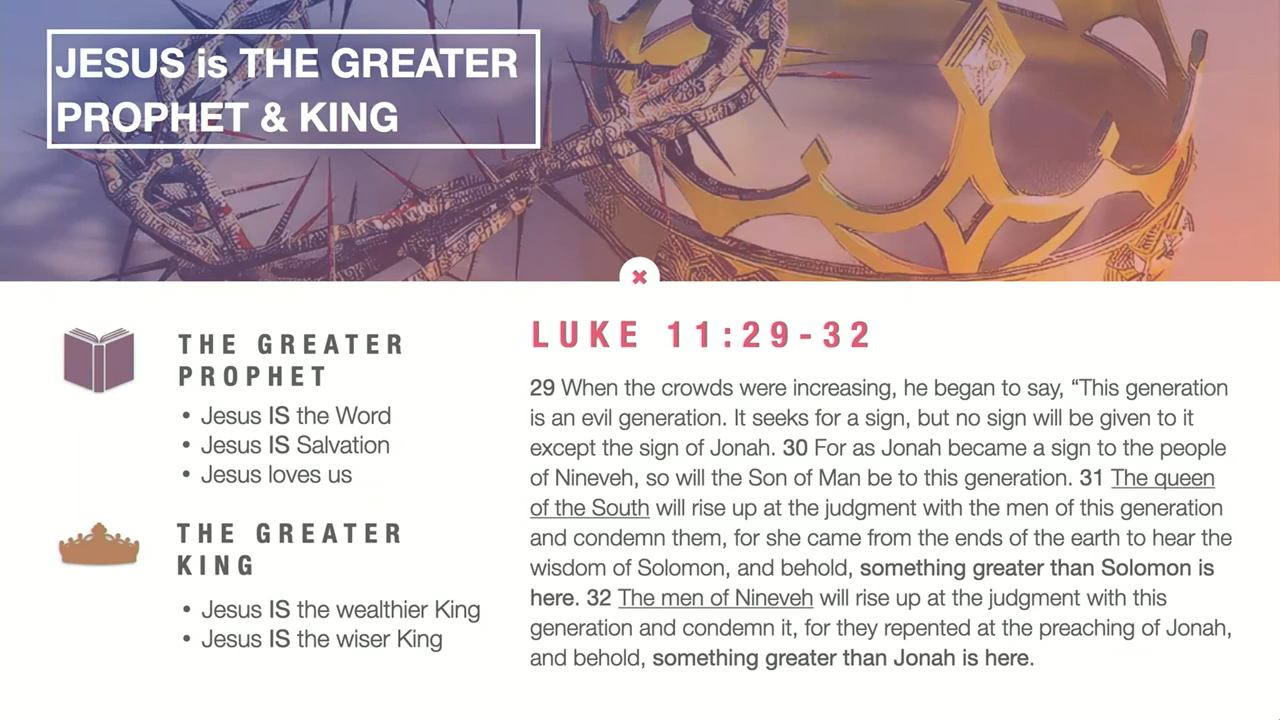 JESUS is THE GREATER
PROPHET & KING
THE GREATER
PROPHET
• Jesus IS the Word
• Jesus IS Salvation
• Jesus loves us
THE GREATER
KING
• Jesus IS the wealthier King
• Jesus IS the wiser King
LUKE 11:29-32
29 When the crowds were increasing, he began to say, “This generation
is an evil generation. It seeks for a sign, but no sign will be given to it
except the sign of Jonah. 30 For as Jonah became a sign to the people
of Nineveh, so will the Son of Man be to this generation. 31 The queen
of the South will rise up at the judgment with the men of this generation
and condemn them, for she came from the ends of the earth to hear the
wisdom of Solomon, and behold, something greater than Solomon is
here. 32 The men of Nineveh will rise up at the judgment with this
generation and condemn it, for they repented at the preaching of Jonah,
and behold, something greater than Jonah is here.